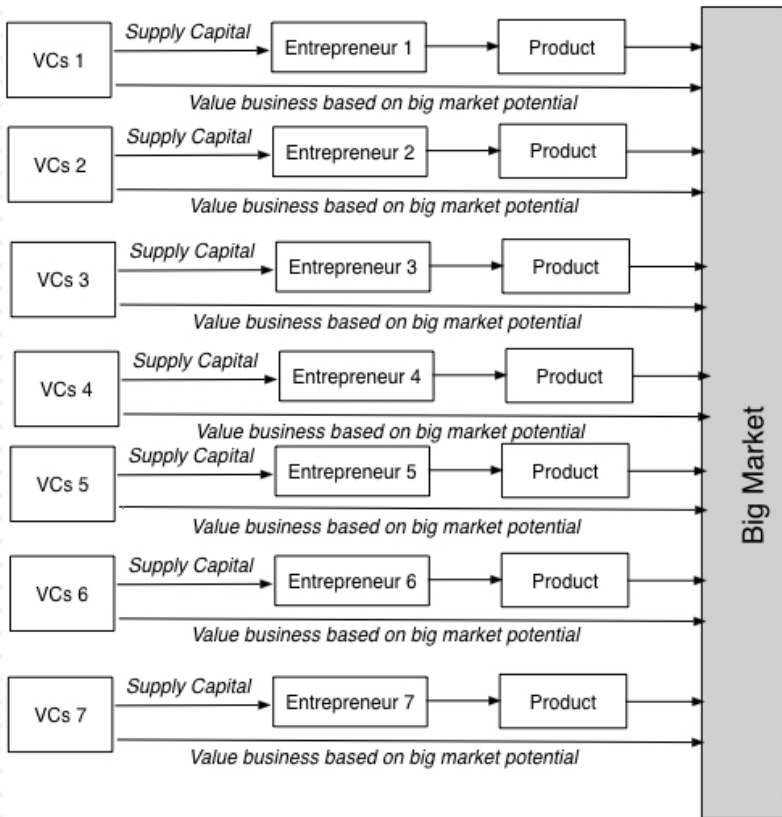 Supply Capital
VCs 1
Entrepreneur 1
Product
Value business based on big market potential
Supply Capital
VCs 2
Entrepreneur 2
Product
Value business based on big market potential
Supply Capital
VCs 3
Entrepreneur 3
Product
Value business based on big market potential
Supply Capital
VCs 4
Entrepreneur 4
Product
Value business based on big market potential
Supply Capital
VCs 5
Entrepreneur 5
Product
Value business based on big market potential
Supply Capital
VCs 6
Entrepreneur 6
Product
Value business based on big market potential
Supply Capital
VCs 7
Entrepreneur 7
Product
Value business based on big market potential
Big Market